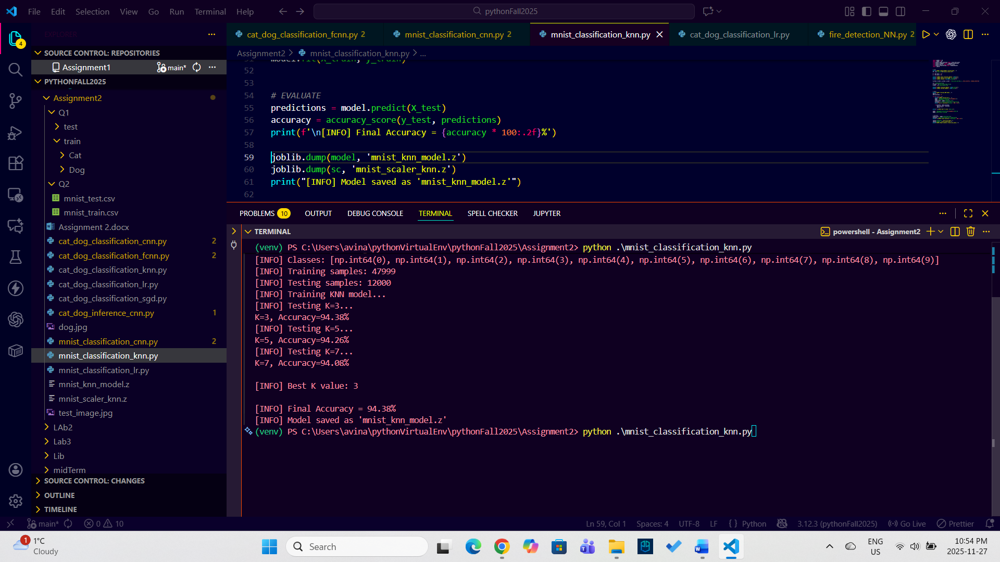 File Edit Selection View Go Run Terminal Help
pythonFall2025
EXPLORER
4
SOURCE CONTROL: REPOSITORIES
Assignment1
main*
PYTHONFALL2025
Assignment2
Q1
test
train
Cat
Dog
Q2
mnist_test.csv
mnist_train.csv
Assignment 2.docx
cat_dog_classification_cnn.py 2
cat_dog_classification_fcnn.py 2
cat_dog_classification_knn.py
cat_dog_classification_lr.py
cat_dog_classification_sgd.py
cat_dog_inference_cnn.py 1
dog.jpg
mnist_classification_cnn.py 2
mnist_classification_knn.py
mnist_classification_lr.py
mnist_knn_model.z
mnist_scaler_knn.z
test_image.jpg
LAb2
Lab3
Lib
midTerm
SOURCE CONTROL: CHANGES
OUTLINE
TIMELINE
cat_dog_classification_fcnn.py 2
mnist_classification_cnn.py 2
mnist_classification_knn.py
cat_dog_classification_lr.py
fire_detection_NN.py 2
Assignment2 > mnist_classification_knn.py > ...
51 model.fit(X_train, y_train)
52
53
54 # EVALUATE
55 predictions = model.predict(X_test)
56 accuracy = accuracy_score(y_test, predictions)
57 print(f'\n[INFO] Final Accuracy = {accuracy * 100:.2f}%')
58
59 joblib.dump(model, 'mnist_knn_model.z')
60 joblib.dump(sc, 'mnist_scaler_knn.z')
61 print("[INFO] Model saved as 'mnist_knn_model.z'")
62
PROBLEMS 10 OUTPUT DEBUG CONSOLE TERMINAL SPELL CHECKER JUPYTER
TERMINAL
powershell - Assignment2
(venv) PS C:\Users\avina\pythonVirtualEnv\pythonFall2025\Assignment2> python .\mnist_classification_knn.py
[INFO] Classes: [np.int64(0), np.int64(1), np.int64(2), np.int64(3), np.int64(4), np.int64(5), np.int64(6), np.int64(7), np.int64(8), np.int64(9)]
[INFO] Training samples: 47999
[INFO] Testing samples: 12000
[INFO] Training KNN model...
[INFO] Testing K=3...
K=3, Accuracy=94.38%
[INFO] Testing K=5...
K=5, Accuracy=94.26%
[INFO] Testing K=7...
K=7, Accuracy=94.08%
[INFO] Best K value: 3
[INFO] Final Accuracy = 94.38%
[INFO] Model saved as 'mnist_knn_model.z'
(venv) PS C:\Users\avina\pythonVirtualEnv\pythonFall2025\Assignment2> python .\mnist_classification_knn.py
main* 0 10 Ln 59, Col 1 Spaces: 4 UTF-8 LF { } Python 3.12.3 (pythonFall2025) Go Live Prettier
1
1°C
Cloudy
Search
ENG
US
10:54 PM
2025-11-27